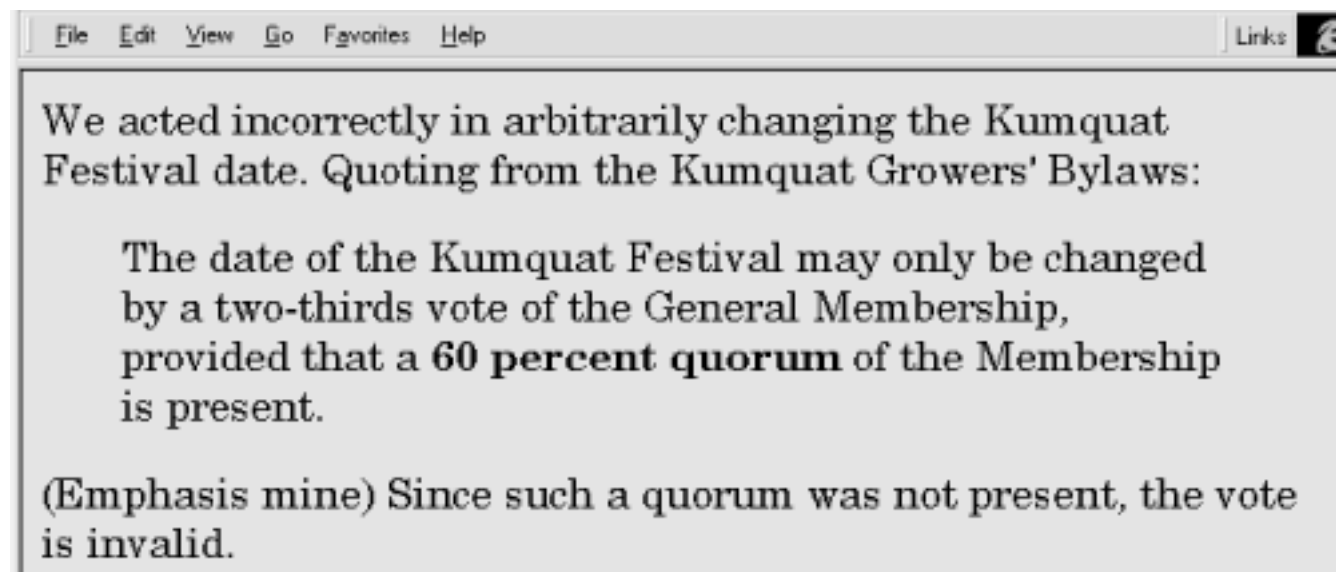 File Edit View Go Favorites Help Links
We acted incorrectly in arbitrarily changing the Kumquat
Festival date. Quoting from the Kumquat Growers' Bylaws:
The date of the Kumquat Festival may only be changed
by a two-thirds vote of the General Membership,
provided that a 60 percent quorum of the Membership
is present.
(Emphasis mine) Since such a quorum was not present, the vote
is invalid.